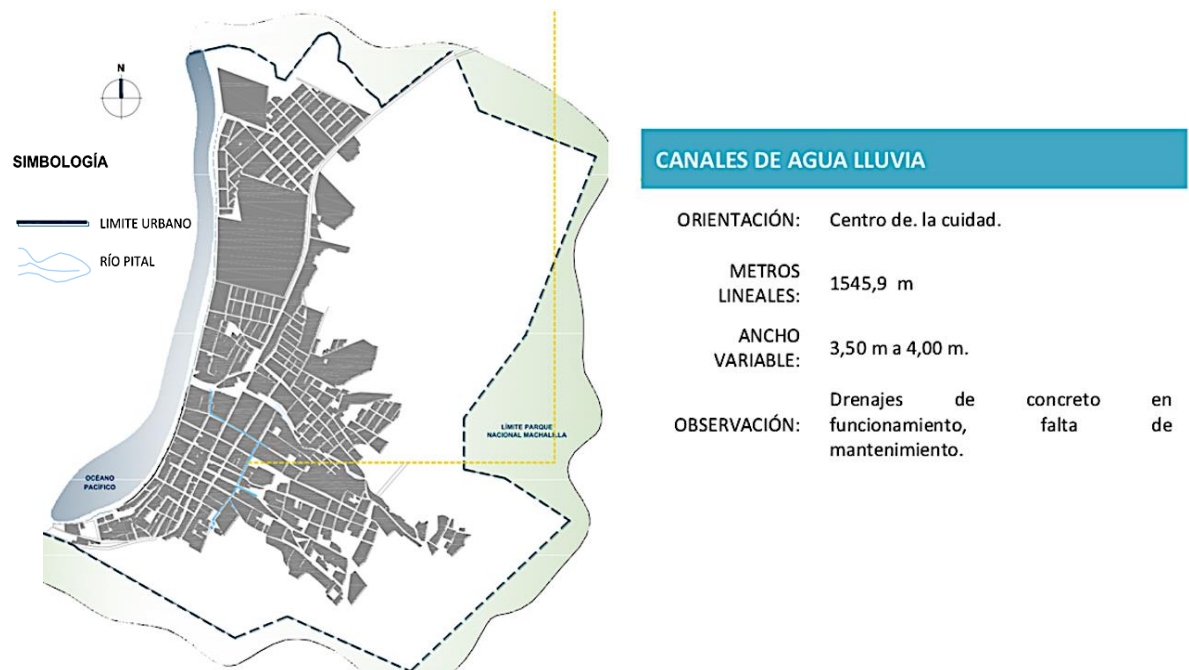 N
SIMBOLOGÍA
LIMITE URBANO
RÍO PITAL
OCÉANO
PACÍFICO
LÍMITE PARQUE
NACIONAL MACHALILLA
CANALES DE AGUA LLUVIA
ORIENTACIÓN: Centro de. la cuidad.
METROS
LINEALES: 1545,9 m
ANCHO
VARIABLE: 3,50 m a 4,00 m.
OBSERVACIÓN: Drenajes de concreto en
funcionamiento, falta de
mantenimiento.